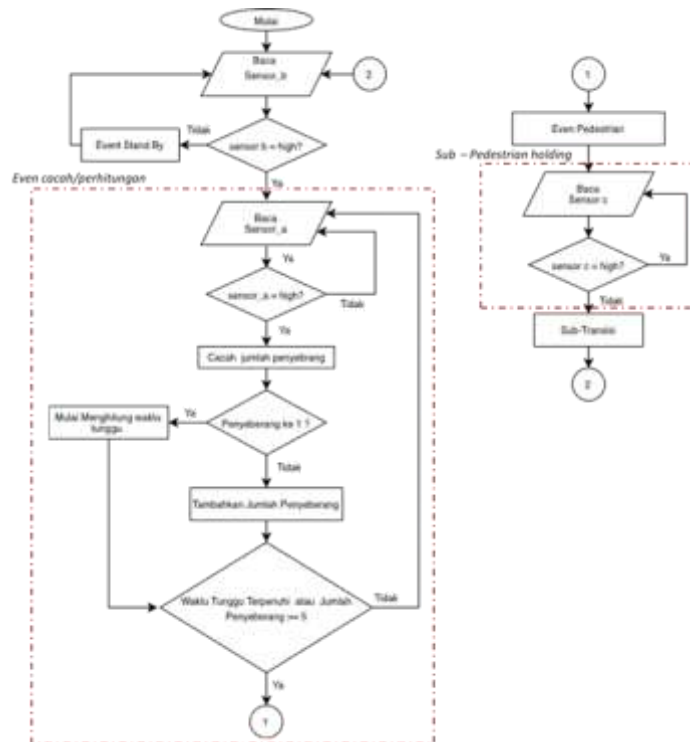 Mulai
Baca
Sensor_b
2
Tidak
Event Stand By
sensor b = high?
Ya
Even cacah/perhitungan
Baca
Sensor_a
Ya
sensor_a = high?
Tidak
Ya
Cacah jumlah penyebrang
Ya
Mulai Menghitung waktu
tunggu
Penyeberang ke 1 ?
Tidak
Tambahkan Jumlah Penyeberang
Waktu Tunggu Terpenuhi atau Jumlah
Penyeberang >= 5
Tidak
Ya
1
1
Even Pedestrian
Sub – Pedestrian holding
Baca
Sensor c
sensor c = high?
Ya
Tidak
Sub-Transisi
2